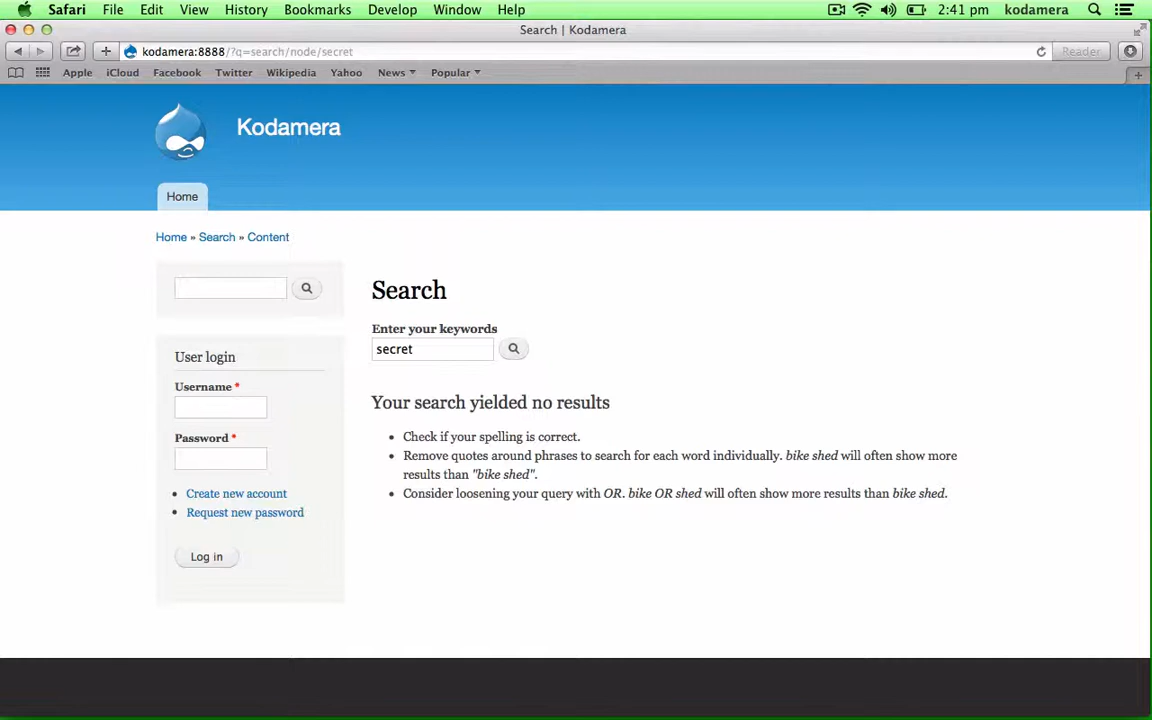 Safari File Edit View History Bookmarks Develop Window Help 2:41 pm kodamera
Search | Kodamera
kodamera:8888/?q=search/node/secret Reader
Apple iCloud Facebook Twitter Wikipedia Yahoo News Popular
Kodamera
Home
Home » Search » Content
Search
Enter your keywords
secret
User login
Username *
Password *
Create new account
Request new password
Log in
Your search yielded no results
Check if your spelling is correct.
Remove quotes around phrases to search for each word individually. bike shed will often show more
results than "bike shed".
Consider loosening your query with OR. bike OR shed will often show more results than bike shed.